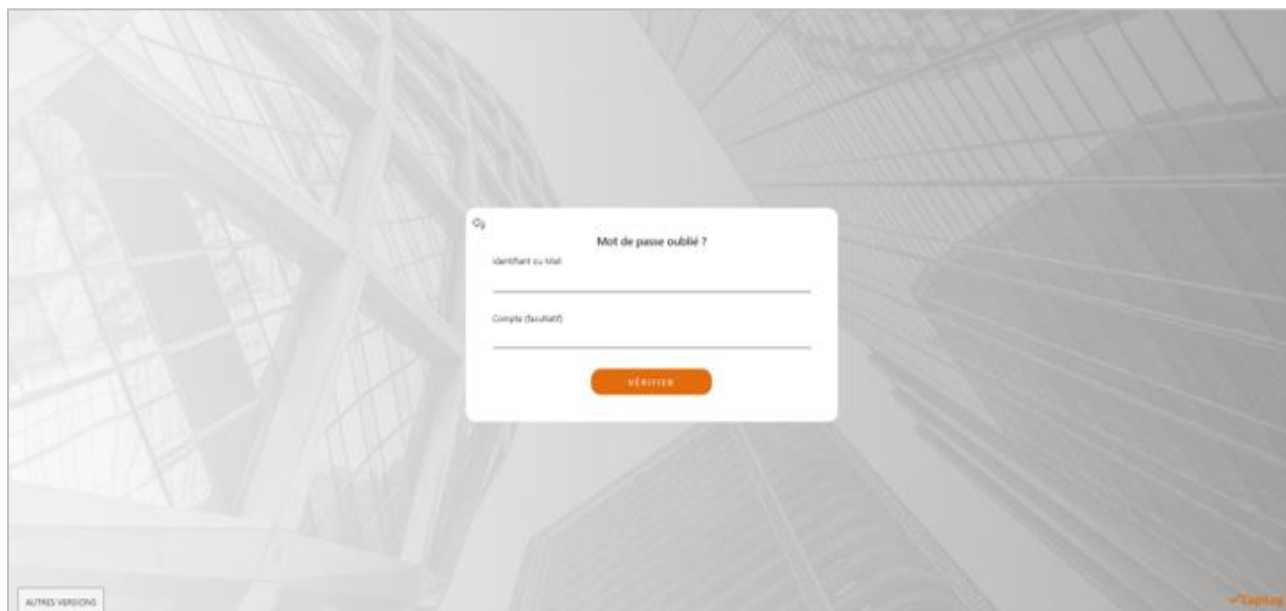 Mot de passe oublié ?
Identifiant ou Mail
Compte (facultatif)
VÉRIFIER
AUTRES VERSIONS